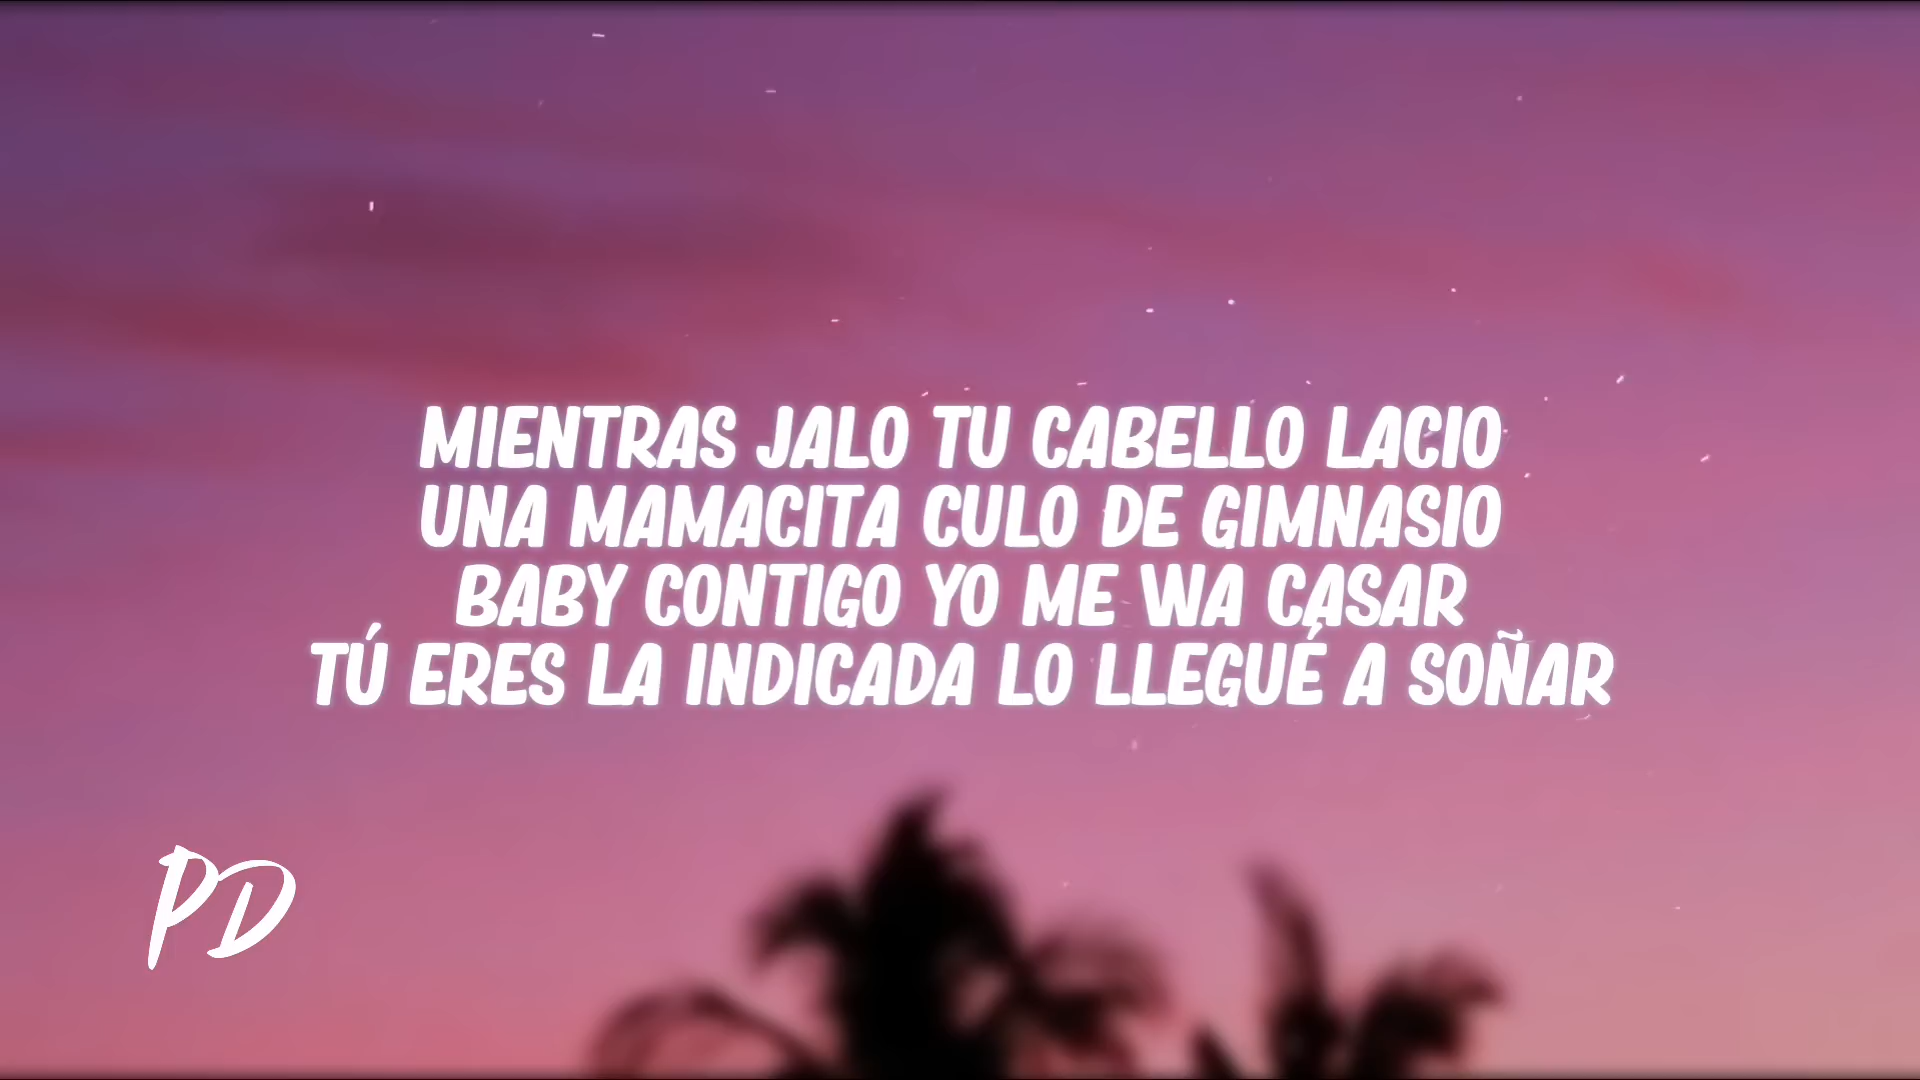 MIENTRAS JALO TU CABELLO LACIO
UNA MAMACITA CULO DE GIMNASIO
BABY CONTIGO YO ME WA CASAR
TÚ ERES LA INDICADA LO LLEGUÉ A SOÑAR
PD